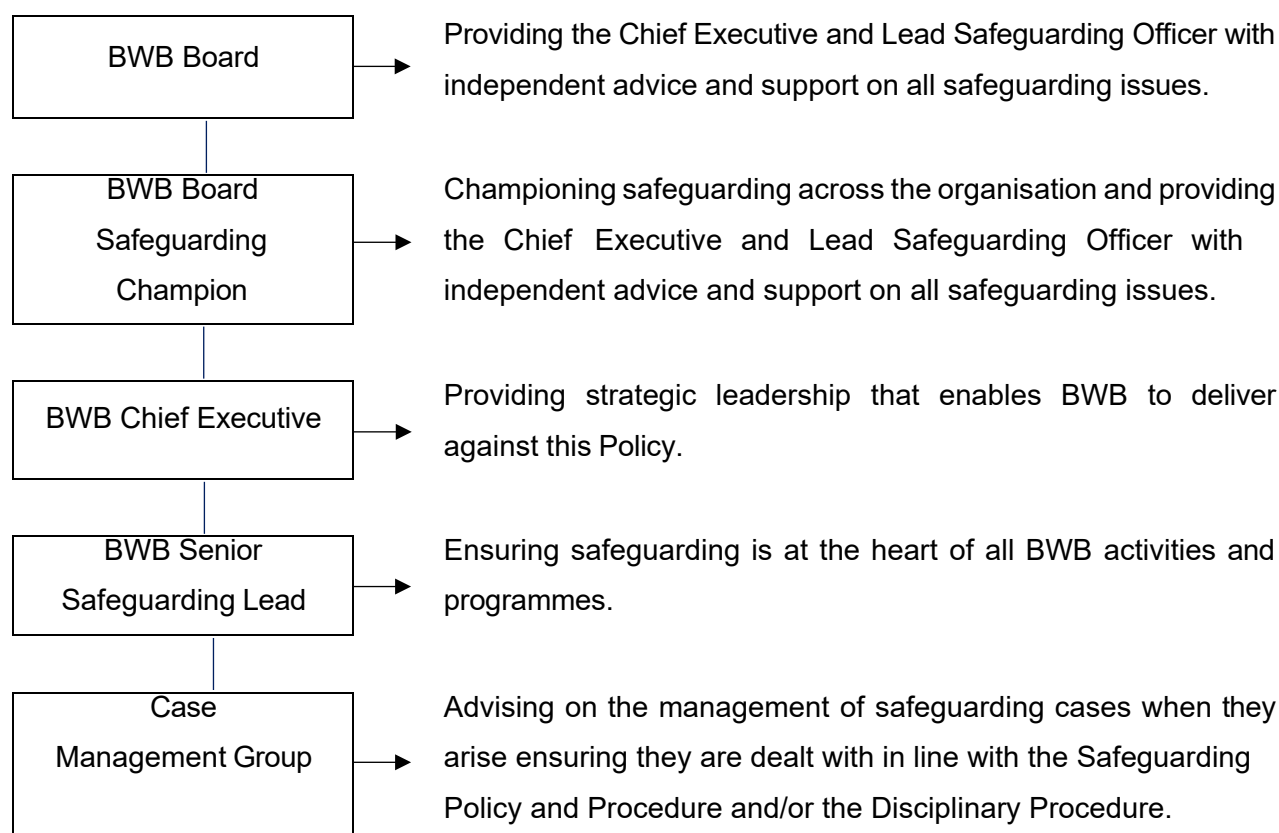 BWB Board
Providing the Chief Executive and Lead Safeguarding Officer with
independent advice and support on all safeguarding issues.
BWB Board
Safeguarding
Champion
Championing safeguarding across the organisation and providing
the Chief Executive and Lead Safeguarding Officer with
independent advice and support on all safeguarding issues.
BWB Chief Executive
Providing strategic leadership that enables BWB to deliver
against this Policy.
BWB Senior
Safeguarding Lead
Ensuring safeguarding is at the heart of all BWB activities and
programmes.
Case
Management Group
Advising on the management of safeguarding cases when they
arise ensuring they are dealt with in line with the Safeguarding
Policy and Procedure and/or the Disciplinary Procedure.